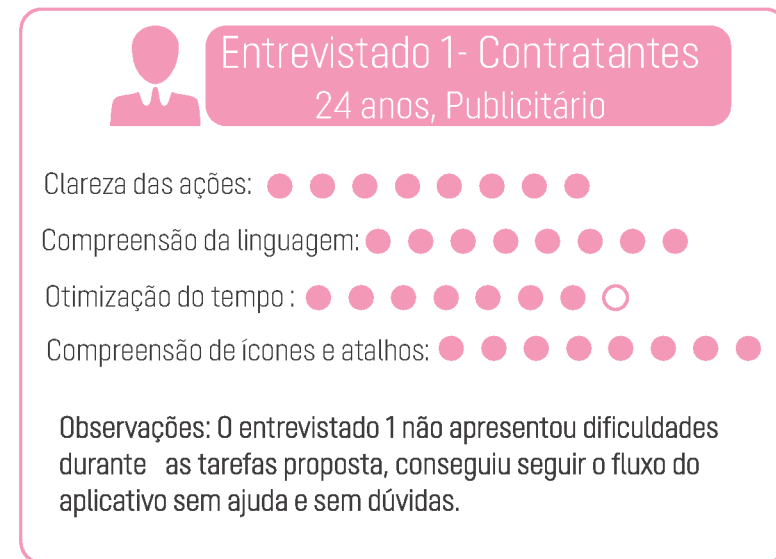 Entrevistado 1- Contratantes
24 anos, Publicitário
Clareza das ações:
Compreensão da linguagem:
Otimização do tempo :
Compreensão de ícones e atalhos:
Observações: O entrevistado 1 não apresentou dificuldades
durante as tarefas proposta, conseguiu seguir o fluxo do
aplicativo sem ajuda e sem dúvidas.